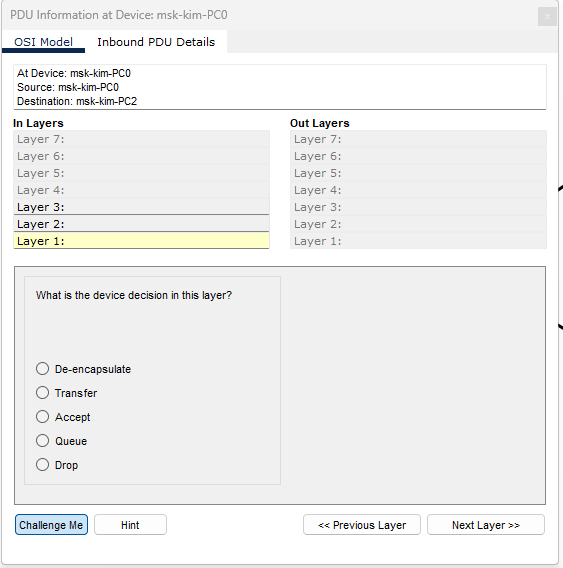 PDU Information at Device: msk-kim-PC0
x
OSI Model Inbound PDU Details
At Device: msk-kim-PC0
Source: msk-kim-PC0
Destination: msk-kim-PC2
In Layers
Layer 7:
Layer 6:
Layer 5:
Layer 4:
Layer 3:
Layer 2:
Layer 1:
Out Layers
Layer 7:
Layer 6:
Layer 5:
Layer 4:
Layer 3:
Layer 2:
Layer 1:
What is the device decision in this layer?
De-encapsulate
Transfer
Accept
Queue
Drop
Challenge Me Hint << Previous Layer Next Layer >>